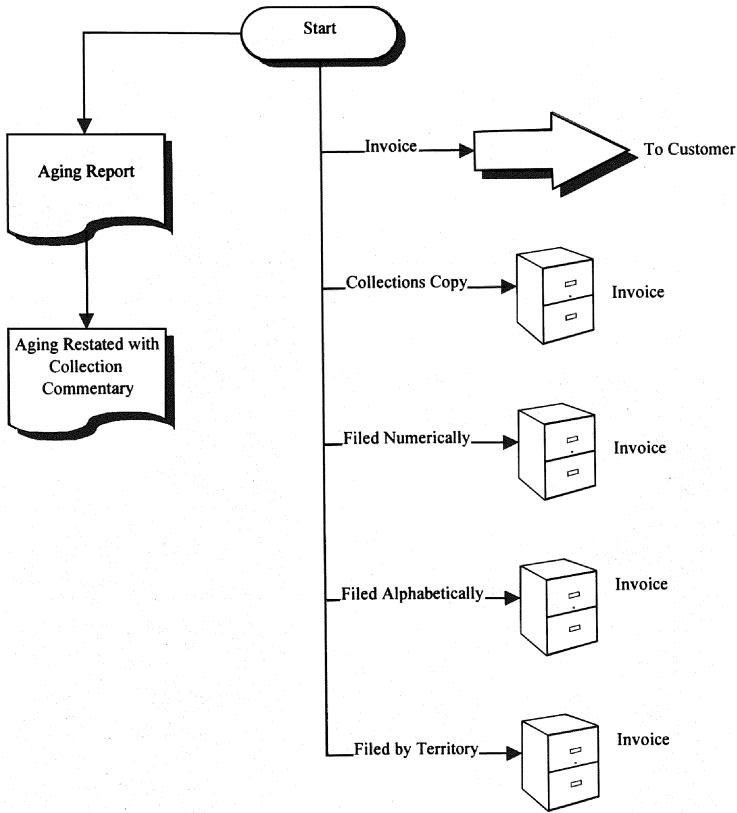 Start
Aging Report
Aging Restated with
Collection
Commentary
Invoice
To Customer
Collections Copy
Invoice
Filed Numerically
Invoice
Filed Alphabetically
Invoice
Filed by Territory
Invoice